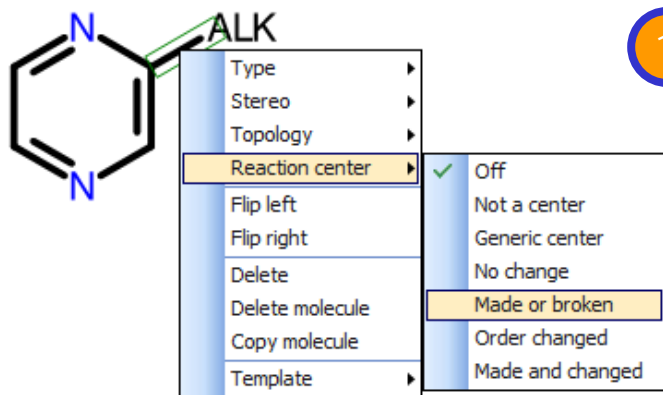 N
ALK
N
1
Type
Stereo
Topology
Reaction center
Flip left
Flip right
Delete
Delete molecule
Copy molecule
Template
Off
Not a center
Generic center
No change
Made or broken
Order changed
Made and changed